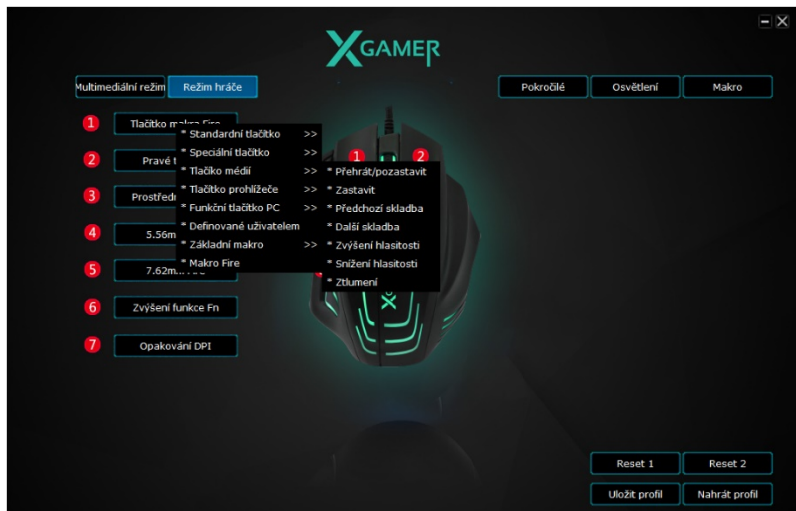 XGAMER
Multimediální režim
Režim hráče
Pokročilé
Osvětlení
Makro
1 Tlačítko makra Fire
2 Pravé
3
4 5.56m
5 7.62m
6 Zvýšení funkce Fn
7 Opakování DPI
* Standardní tlačítko >>
* Speciální tlačítko >>
* Tlačíko médií >>
* Tlačítko prohlížeče >>
* Funkční tlačítko PC >>
* Definované uživatelem
* Základní makro >>
* Makro Fire
1 2
* Přehrát/pozastavit
* Zastavit
* Předchozí skladba
* Další skladba
* Zvýšení hlasitosti
* Snížení hlasitosti
* Ztlumení
Reset 1
Reset 2
Uložit profil
Nahrát profil